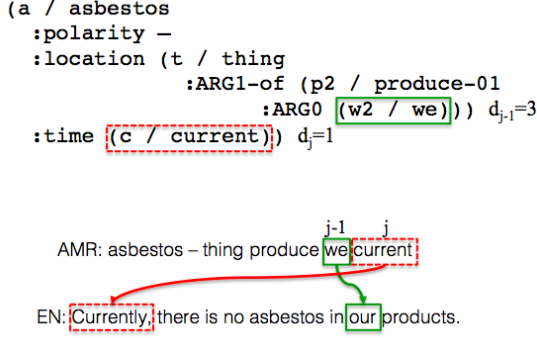 (a / asbestos
:polarity –
:location (t / thing
:ARG1-of (p2 / produce-01
:ARG0 (w2 / we))) dj-1=3
:time (c / current)) dj=1
j-1 j
AMR: asbestos – thing produce we current
EN: Currently, there is no asbestos in our products.